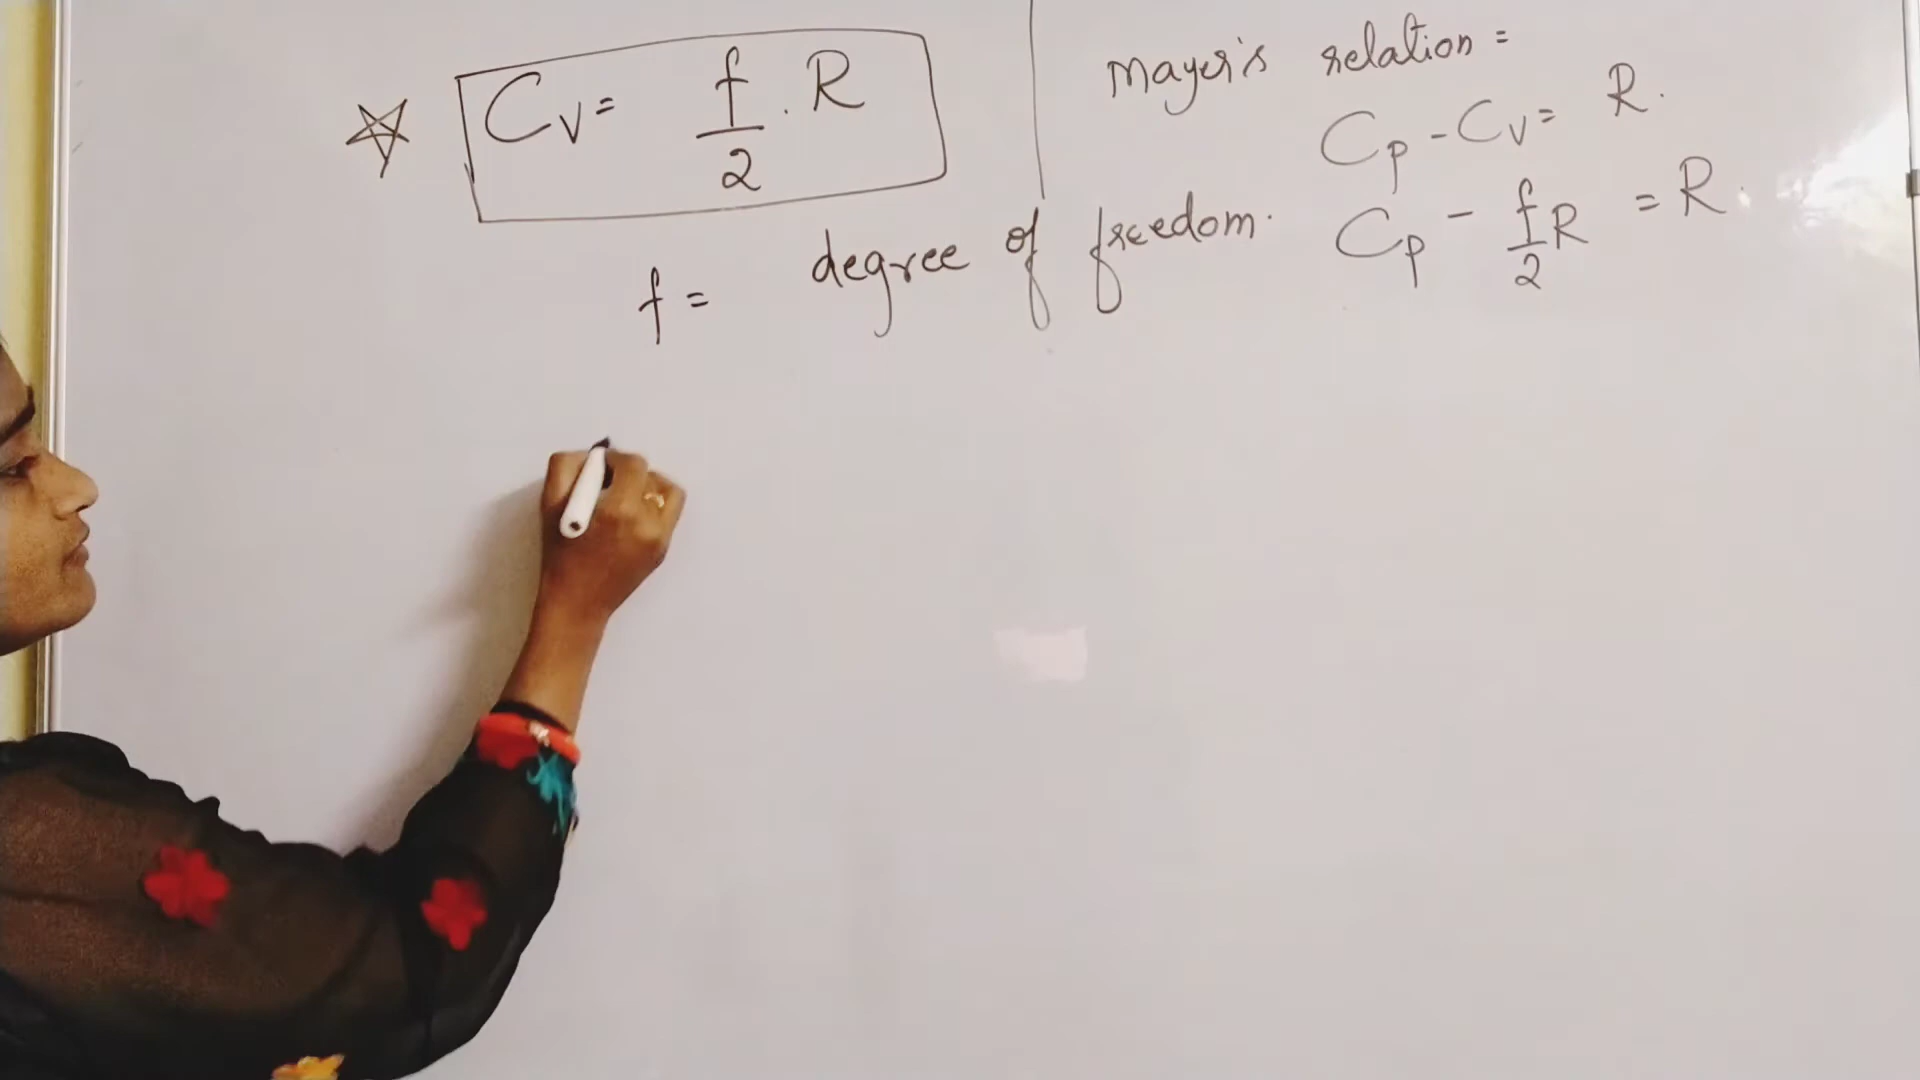 ☆ Cv = f/2 . R
f = degree of freedom.
Mayer's relation =
Cp - Cv = R.
Cp - f/2 R = R.